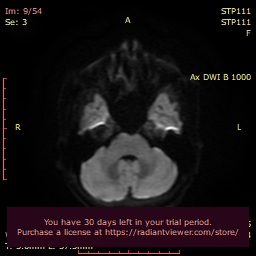 Im: 9/54
Se: 3
A
STP111
STP111
F
Ax DWI B 1000
R
L
You have 30 days left in your trial period.
Purchase a license at https://radiantviewer.com/store/